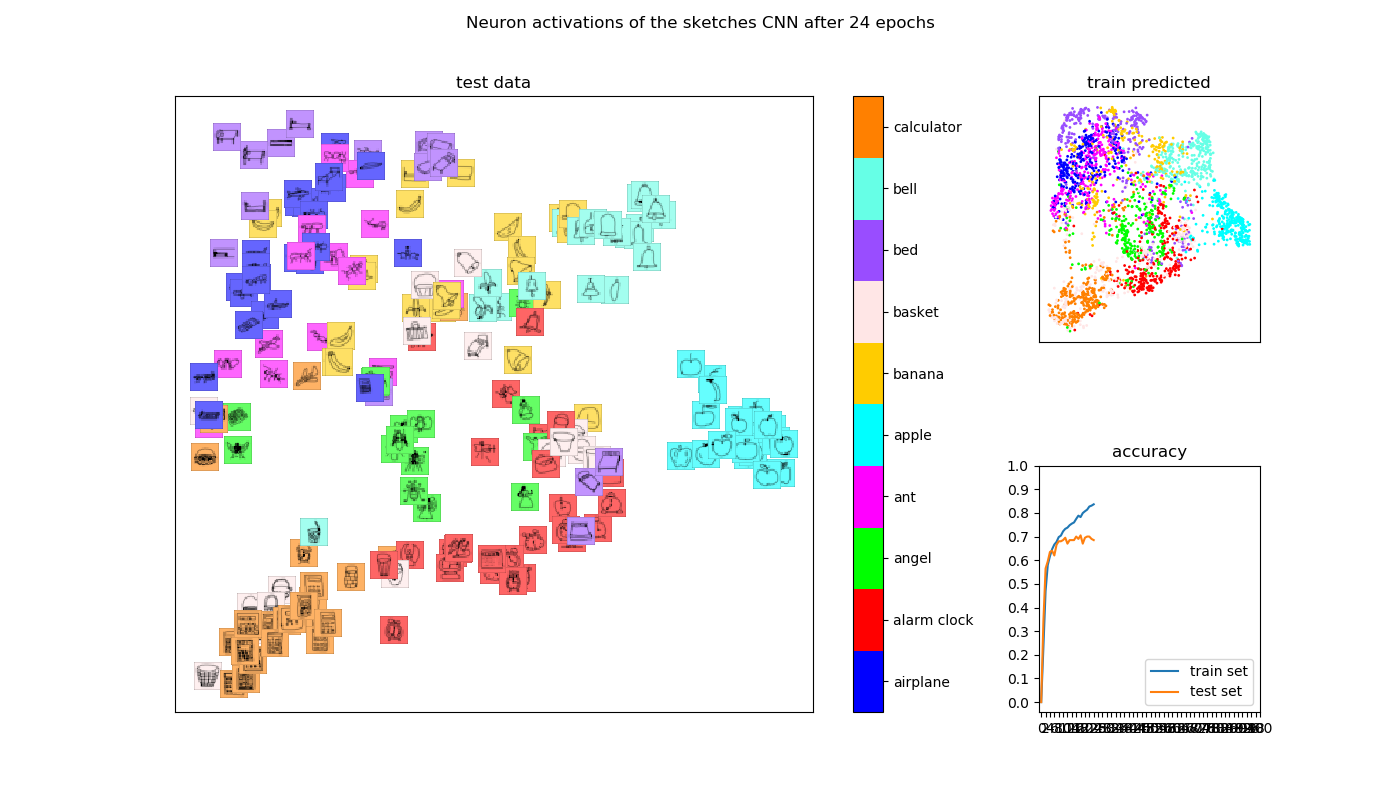 Neuron activations of the sketches CNN after 24 epochs
test data
calculator
bell
bed
basket
banana
apple
ant
angel
alarm clock
airplane
train predicted
accuracy
1.0
0.9
0.8
0.7
0.6
0.5
0.4
0.3
0.2
0.1
0.0
train set
test set